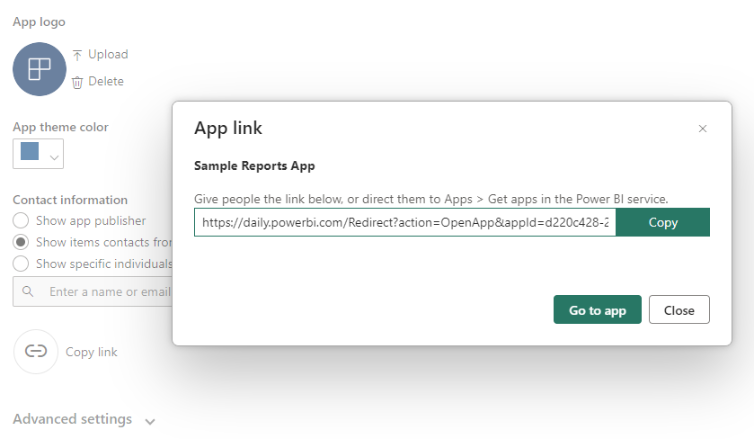 App logo
Upload
Delete
App theme color
Contact information
Show app publisher
Show items contacts from
Show specific individuals
Enter a name or email
Copy link
Advanced settings
App link
Sample Reports App
Give people the link below, or direct them to Apps > Get apps in the Power BI service.
https://daily.powerbi.com/Redirect?action=OpenApp&appId=d220c428-2
Copy
Go to app
Close